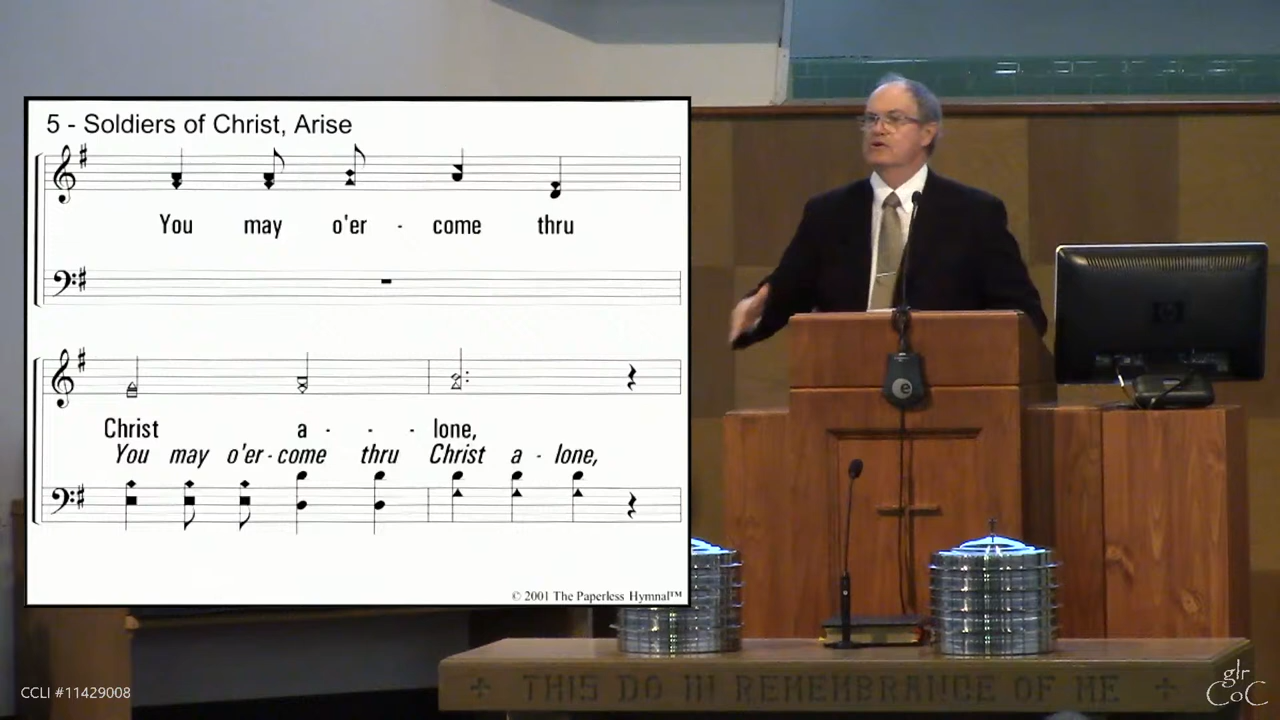 5 - Soldiers of Christ, Arise
You may o'er - come thru
Christ a - - - lone,
You may o'er - come thru Christ a - lone,
© 2001 The Paperless Hymnal™
THIS DO IN REMEMBRANCE OF ME
CCLI #11429008
glr
CoC